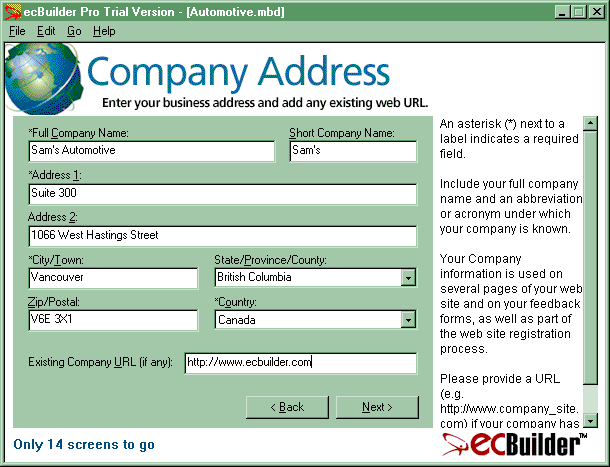 ecBuilder Pro Trial Version - [Automotive.mbd]
File Edit Go Help
Company Address
Enter your business address and add any existing web URL.
*Full Company Name: Short Company Name:
Sam's Automotive Sam's
*Address 1:
Suite 300
Address 2:
1066 West Hastings Street
*City/Town: State/Province/County:
Vancouver British Columbia
Zip/Postal: *Country:
V6E 3X1 Canada
Existing Company URL (if any): http://www.ecbuilder.com
< Back Next >
An asterisk (*) next to a
label indicates a required
field.
Include your full company
name and an abbreviation
or acronym under which
your company is known.
Your Company
information is used on
several pages of your web
site and on your feedback
forms, as well as part of
the web site registration
process.
Please provide a URL
(e.g.
http://www.company_site.
com) if your company has
Only 14 screens to go
ecBuilder™